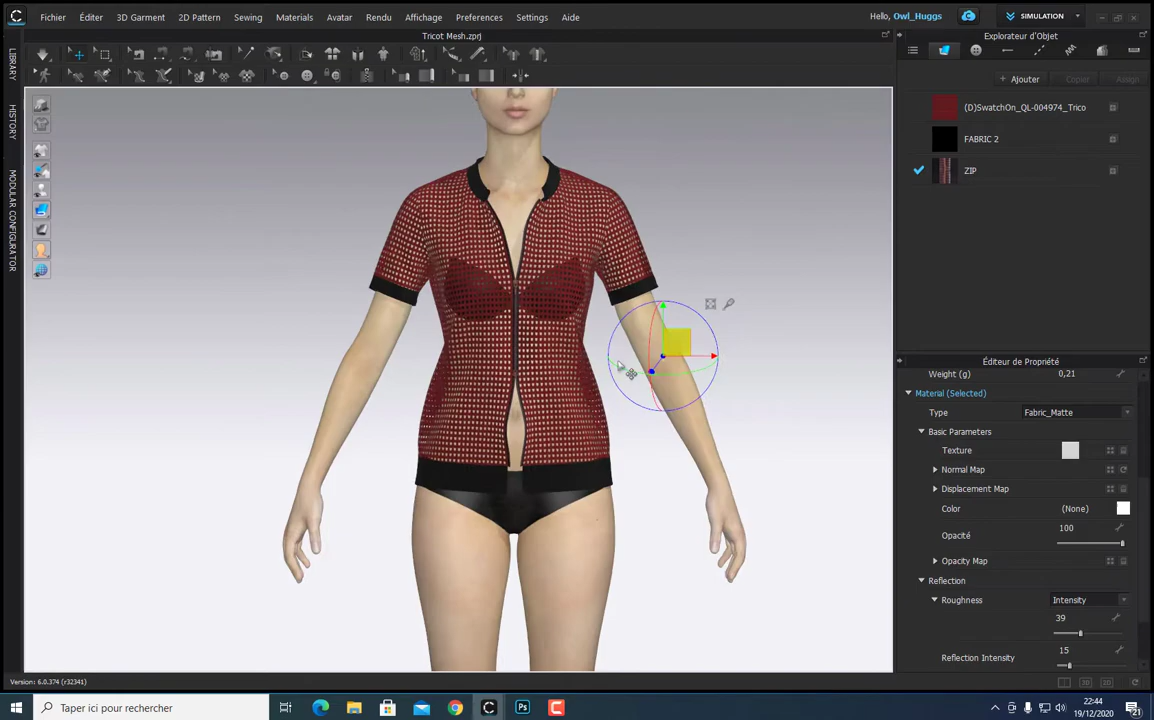 Fichier Éditer 3D Garment 2D Pattern Sewing Materials Avatar Rendu Affichage Preferences Settings Aide
Hello, Owl_Huggs
SIMULATION
Tricot Mesh.zprj
Explorateur d'Objet
LIBRARY
HISTORY
MODULAR CONFIGURATOR
+ Ajouter Copier Assign
(D)SwatchOn_QL-004974_Trico
FABRIC 2
ZIP
Éditeur de Propriété
Weight (g) 0,21
Material (Selected)
Type Fabric_Matte
Basic Parameters
Texture
Normal Map
Displacement Map
Color (None)
Opacité 100
Opacity Map
Reflection
Roughness Intensity
39
Reflection Intensity 15
Version: 6.0.374 (r32341)
3D 2D
Taper ici pour rechercher
C Ps C
22:44
19/12/2020
21